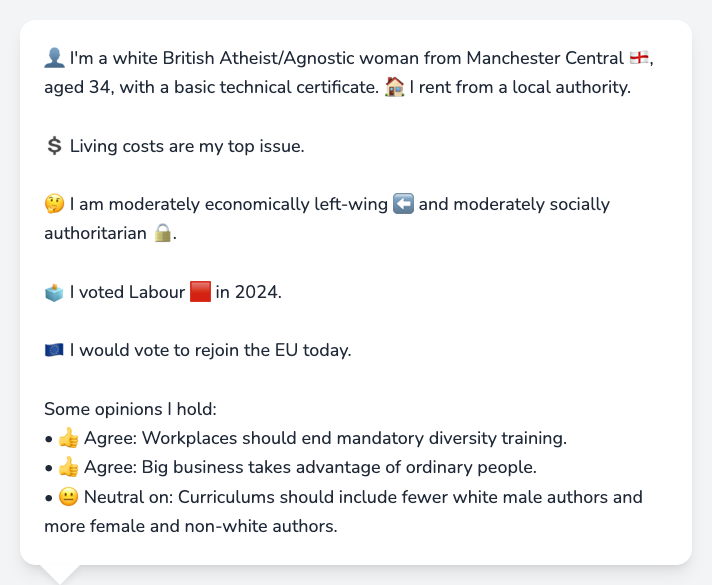 👤 I'm a white British Atheist/Agnostic woman from Manchester Central 🏴󠁧󠁢󠁥󠁮󠁧󠁿,
aged 34, with a basic technical certificate. 🏠 I rent from a local authority.
💲 Living costs are my top issue.
🤔 I am moderately economically left-wing ⬅️ and moderately socially
authoritarian 🔒.
🗳️ I voted Labour 🟥 in 2024.
🇪🇺 I would vote to rejoin the EU today.
Some opinions I hold:
• 👍 Agree: Workplaces should end mandatory diversity training.
• 👍 Agree: Big business takes advantage of ordinary people.
• 😐 Neutral on: Curriculums should include fewer white male authors and
more female and non-white authors.